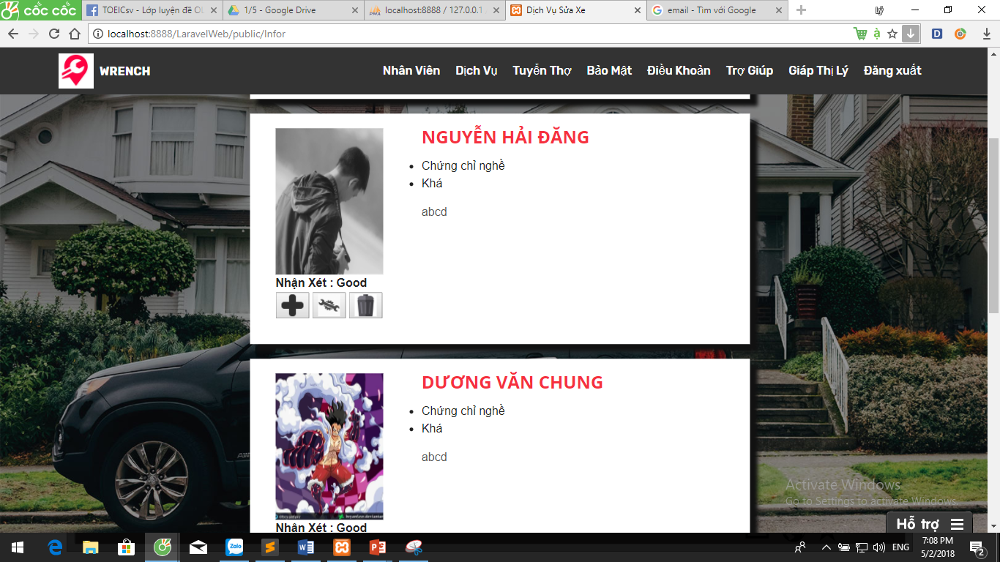 cốc cốc
TOEICsv - Lớp luyện đề OL
1/5 - Google Drive
PMA
localhost:8888 / 127.0.0.1
Dịch Vụ Sửa Xe
email - Tìm với Google
localhost:8888/LaravelWeb/public/Infor
WRENCH
Nhân Viên
Dịch Vụ
Tuyển Thợ
Bảo Mật
Điều Khoản
Trợ Giúp
Giáp Thị Lý
Đăng xuất
NGUYỄN HẢI ĐĂNG
Chứng chỉ nghề
Khá
abcd
Nhận Xét : Good
DƯƠNG VĂN CHUNG
Chứng chỉ nghề
Khá
abcd
Nhận Xét : Good
Activate Windows
Go to Settings to activate Windows.
Hỗ trợ
Zalo
ENG
7:08 PM
5/2/2018
2